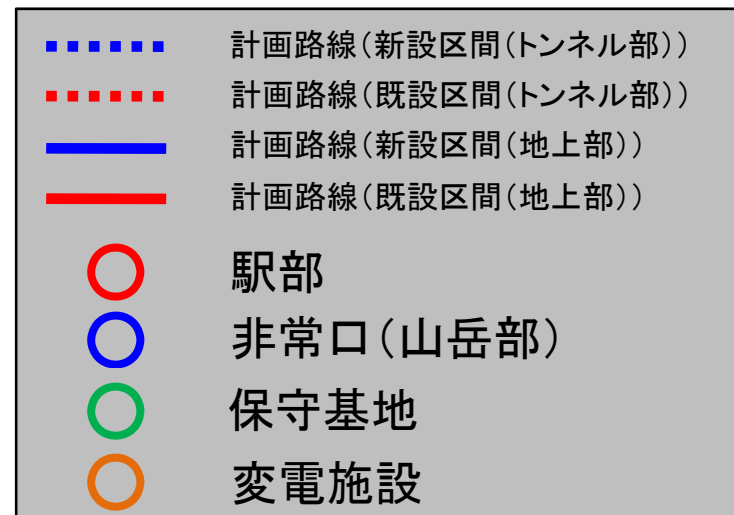 計画路線(新設区間(トンネル部))
計画路線(既設区間(トンネル部))
計画路線(新設区間(地上部))
計画路線(既設区間(地上部))
駅部
非常口(山岳部)
保守基地
変電施設